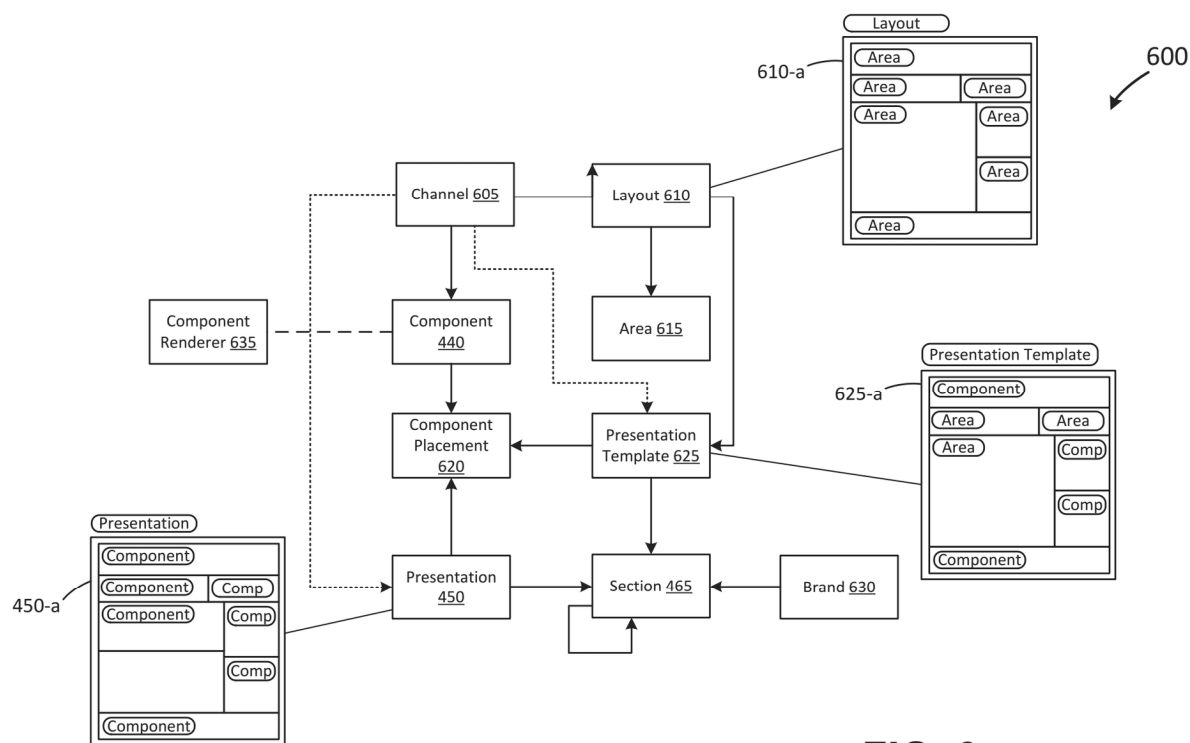 Layout
600
610-a
Area
Area
Area
Area
Area
Area
Area
Channel 605
Layout 610
Component
Renderer 635
Component
440
Area 615
Presentation Template
625-a
Component
Area
Area
Area
Comp
Comp
Component
Component
Placement
620
Presentation
Template 625
Presentation
450-a
Component
Component
Comp
Component
Comp
Comp
Component
Presentation
450
Section 465
Brand 630